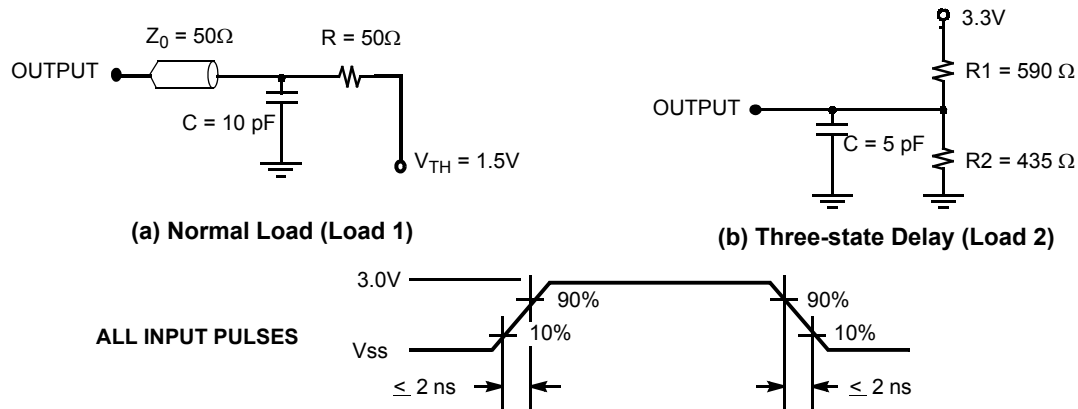 Z0 = 50Ω
R = 50Ω
OUTPUT
C = 10 pF
VTH = 1.5V
(a) Normal Load (Load 1)
3.3V
R1 = 590 Ω
OUTPUT
C = 5 pF
R2 = 435 Ω
(b) Three-state Delay (Load 2)
3.0V
90%
90%
ALL INPUT PULSES
10%
10%
Vss
≤ 2 ns
≤ 2 ns